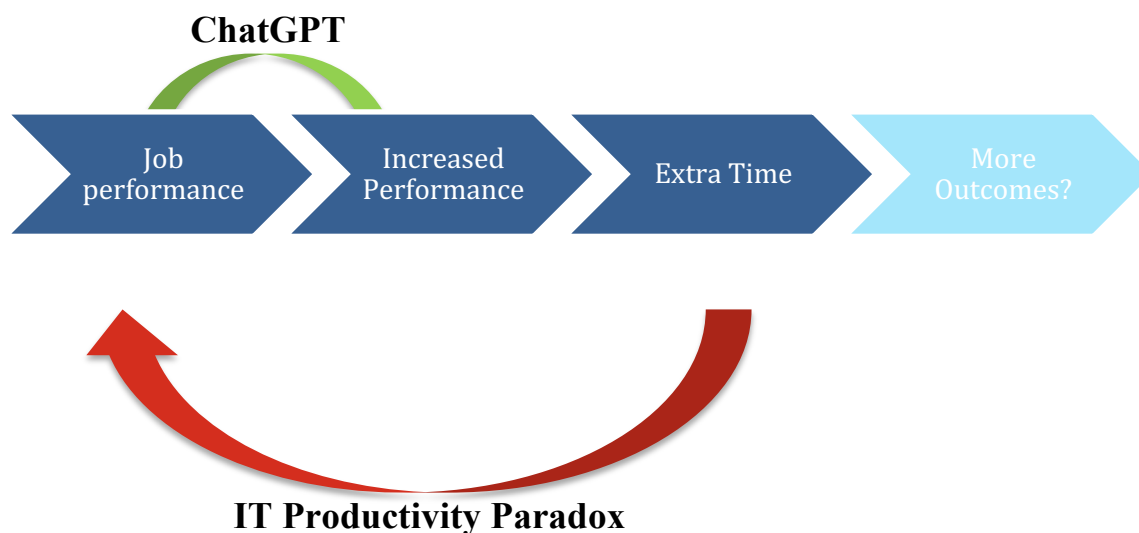 ChatGPT
Job
performance
Increased
Performance
Extra Time
More
Outcomes?
IT Productivity Paradox